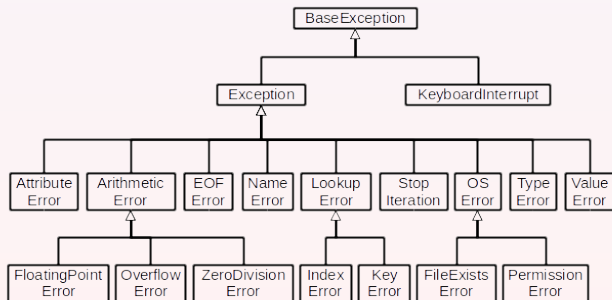 BaseException
Exception
KeyboardInterrupt
Attribute
Error
Arithmetic
Error
EOF
Error
Name
Error
Lookup
Error
Stop
Iteration
OS
Error
Type
Error
Value
Error
FloatingPoint
Error
Overflow
Error
ZeroDivision
Error
Index
Error
Key
Error
FileExists
Error
Permission
Error